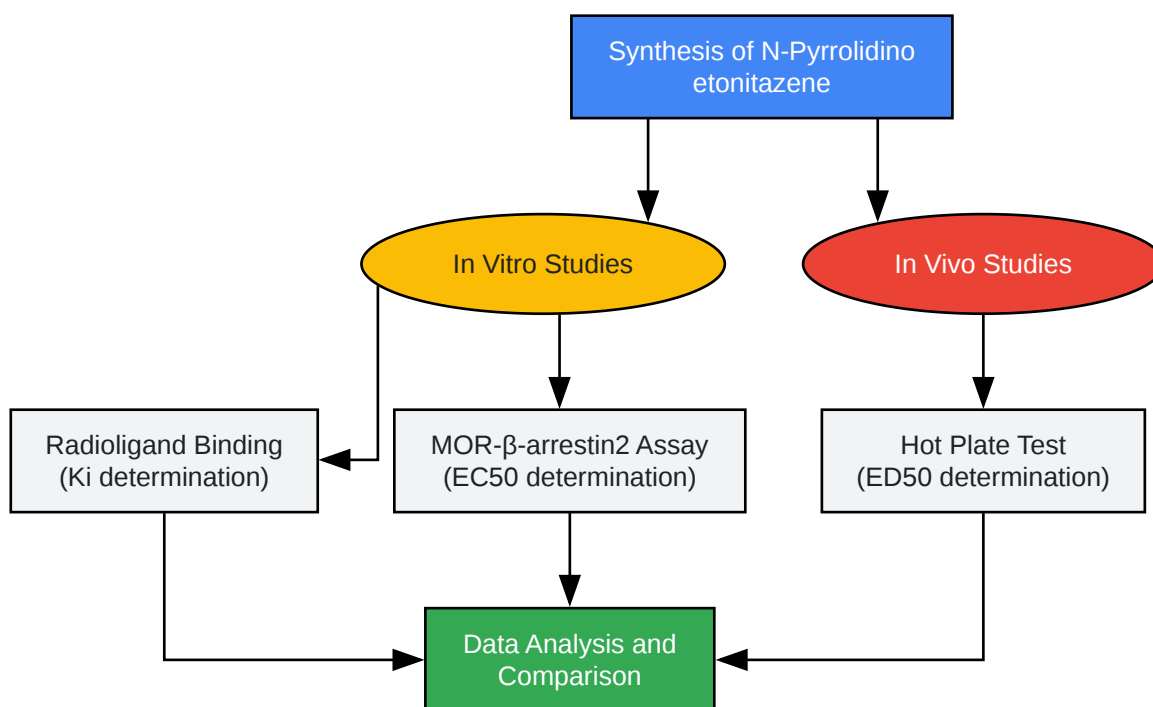 Synthesis of N-Pyrrolidino
etonitazene
In Vitro Studies
In Vivo Studies
Radioligand Binding
(Ki determination)
MOR-β-arrestin2 Assay
(EC50 determination)
Hot Plate Test
(ED50 determination)
Data Analysis and
Comparison